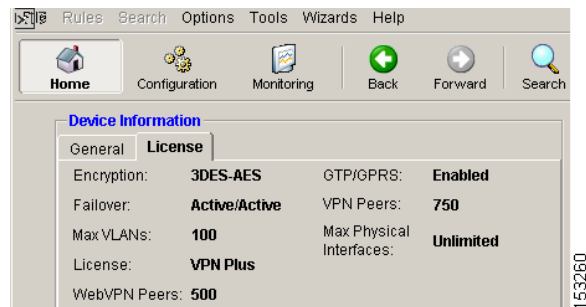 Rules Search Options Tools Wizards Help
Home Configuration Monitoring Back Forward Search
Device Information
General License
Encryption: 3DES-AES GTP/GPRS: Enabled
Failover: Active/Active VPN Peers: 750
Max VLANs: 100 Max Physical Interfaces: Unlimited
License: VPN Plus
WebVPN Peers: 500
153260